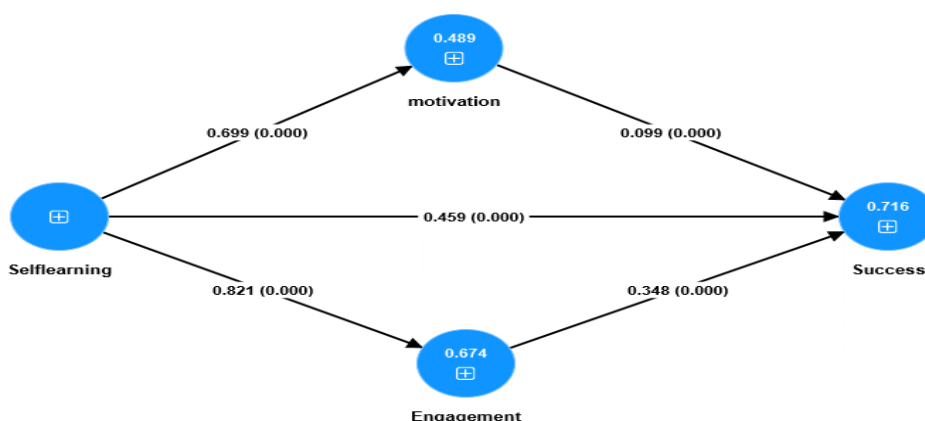 0.489
motivation
0.699 (0.000)
0.099 (0.000)
0.459 (0.000)
0.716
Selflearning
Success
0.821 (0.000)
0.348 (0.000)
0.674
Engagement